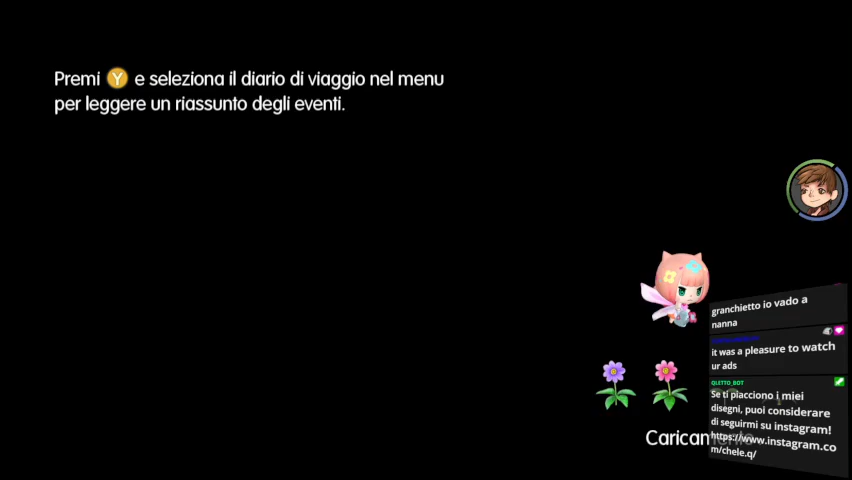 Premi Y e seleziona il diario di viaggio nel menu
per leggere un riassunto degli eventi.
granchietto io vado a
nanna
it was a pleasure to watch
ur ads
QLETTO_BOT
Se ti piacciono i miei
disegni, puoi considerare
di seguirmi su instagram!
https://www.instagram.co
m/chele.q/
Caricamento